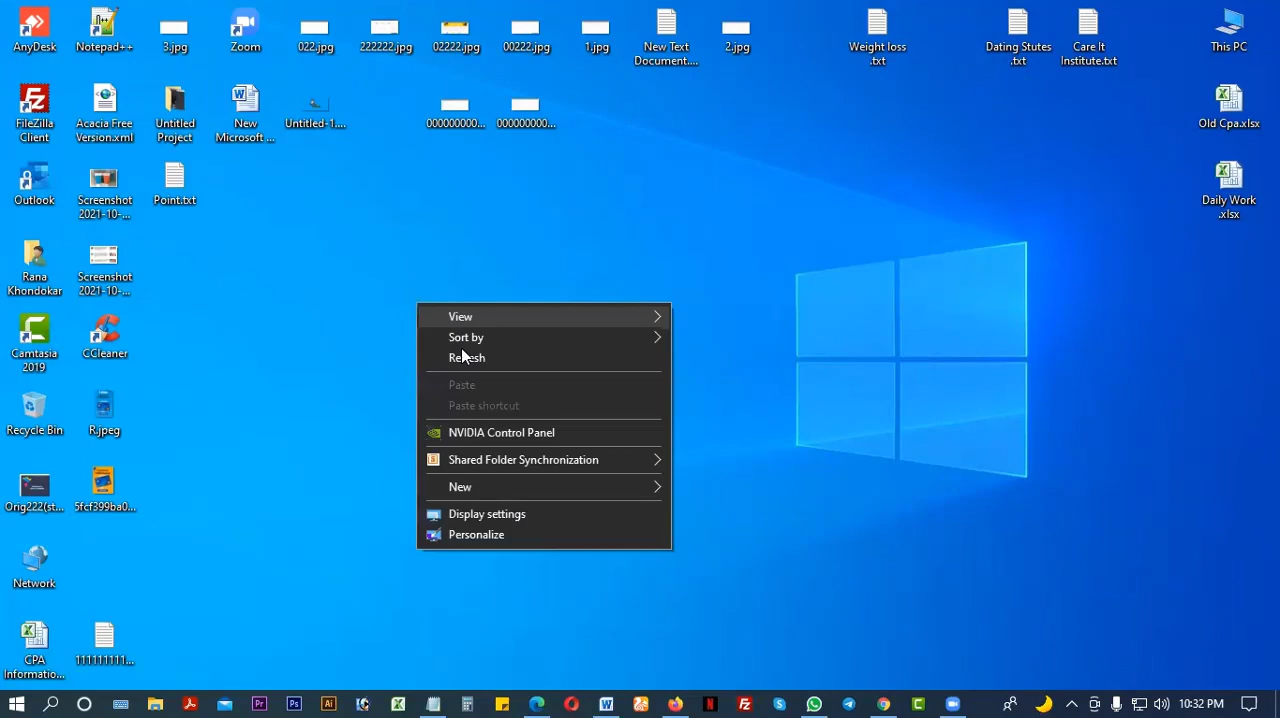 AnyDesk
Notepad++
3.jpg
Zoom
022.jpg
222222.jpg
02222.jpg
00222.jpg
1.jpg
New Text
Document....
2.jpg
Weight loss
.txt
Dating Stutes
.txt
Care It
Institute.txt
This PC
FileZilla
Client
Acacia Free
Version.xml
Untitled
Project
New
Microsoft ...
Untitled-1....
000000000...
000000000...
Old Cpa.xlsx
Outlook
Screenshot
2021-10-...
Point.txt
Daily Work
.xlsx
Rana
Khondokar
Screenshot
2021-10-...
Camtasia
2019
CCleaner
Recycle Bin
R.jpeg
Orig222(st...
5fcf399ba0...
Network
CPA
Informatio...
111111111...
View
Sort by
Refresh
Paste
Paste shortcut
NVIDIA Control Panel
Shared Folder Synchronization
New
Display settings
Personalize
10:32 PM